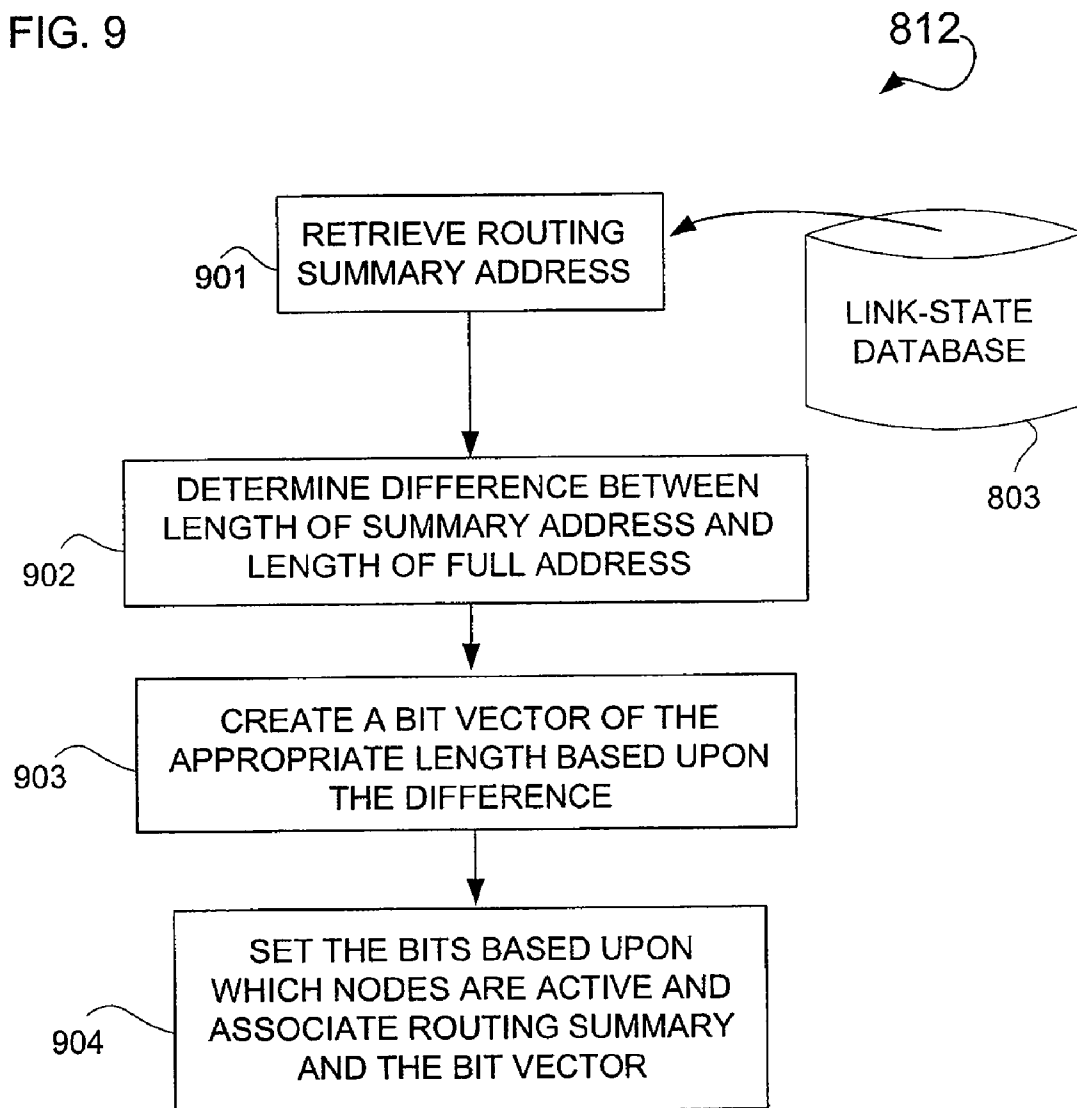 FIG. 9
812
RETRIEVE ROUTING
SUMMARY ADDRESS
901
LINK-STATE
DATABASE
803
DETERMINE DIFFERENCE BETWEEN
LENGTH OF SUMMARY ADDRESS AND
LENGTH OF FULL ADDRESS
902
CREATE A BIT VECTOR OF THE
APPROPRIATE LENGTH BASED UPON
THE DIFFERENCE
903
SET THE BITS BASED UPON
WHICH NODES ARE ACTIVE AND
ASSOCIATE ROUTING SUMMARY
AND THE BIT VECTOR
904